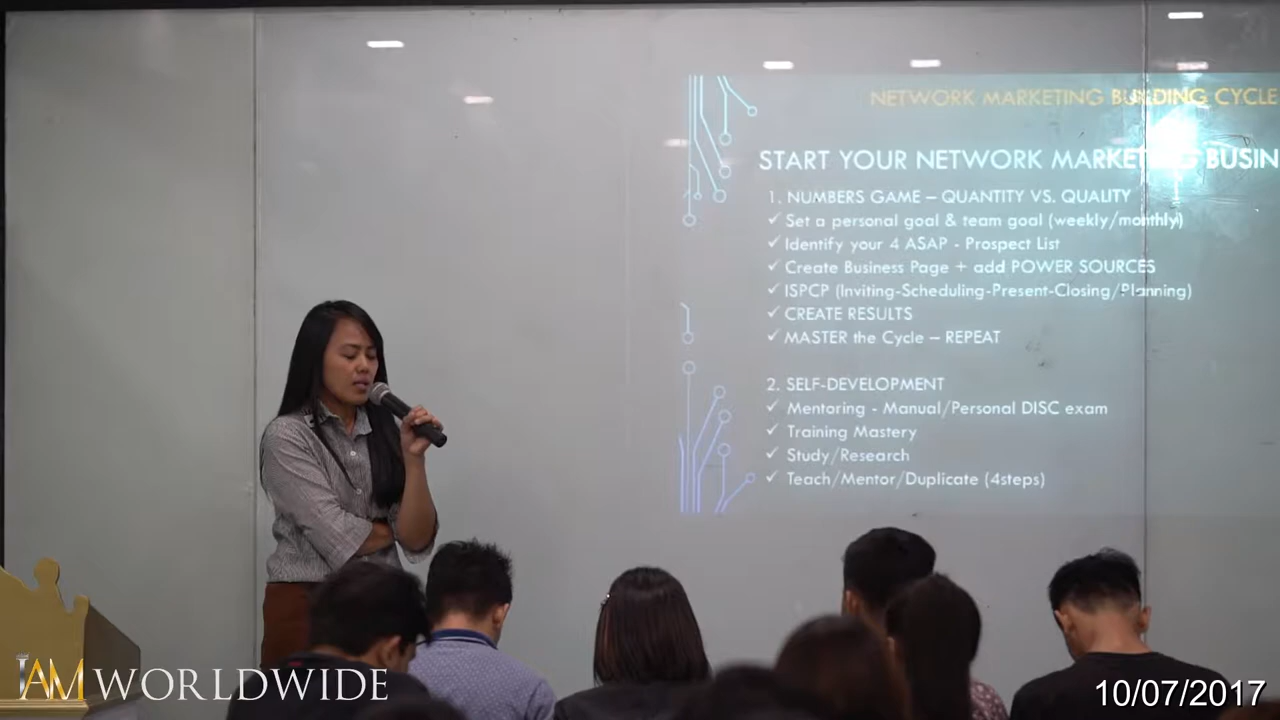 NETWORK MARKETING BUILDING CYCLE
START YOUR NETWORK MARKETING BUSIN
1. NUMBERS GAME – QUANTITY VS. QUALITY
✓ Set a personal goal & team goal (weekly/monthly)
✓ Identify your 4 ASAP - Prospect List
✓ Create Business Page + add POWER SOURCES
✓ ISPCP (Inviting-Scheduling-Present-Closing/Planning)
✓ CREATE RESULTS
✓ MASTER the Cycle – REPEAT
2. SELF-DEVELOPMENT
✓ Mentoring - Manual/Personal DISC exam
✓ Training Mastery
✓ Study/Research
✓ Teach/Mentor/Duplicate (4steps)
IAM WORLDWIDE
10/07/2017